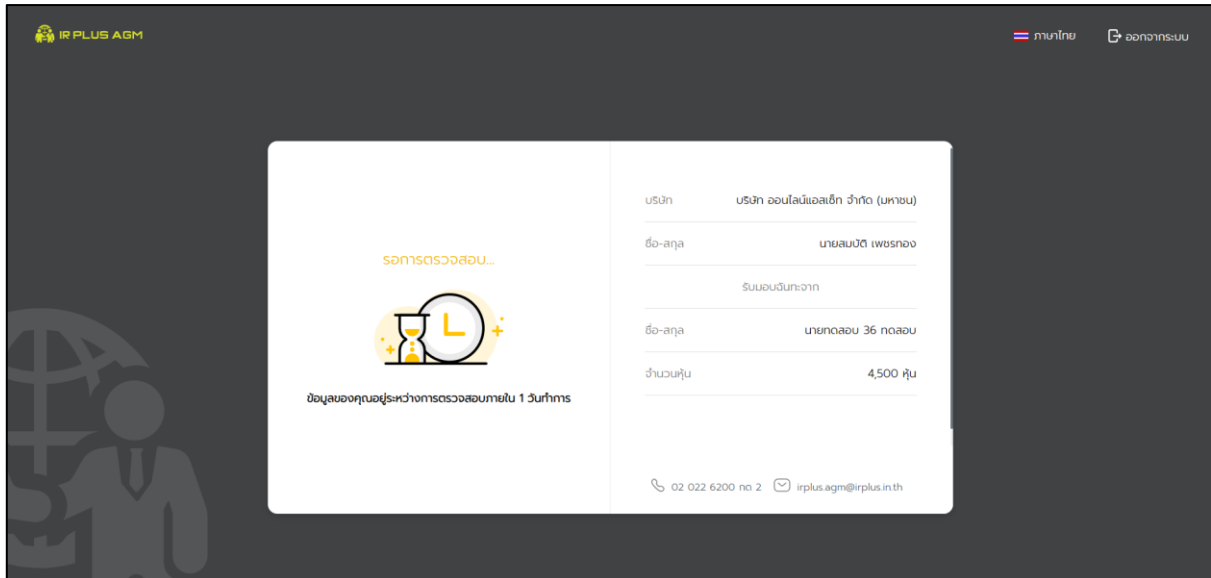 IR PLUS AGM
ภาษาไทย
ออกจากระบบ
รอการตรวจสอบ...
ข้อมูลของคุณอยู่ระหว่างการตรวจสอบภายใน 1 วันทำการ
บริษัท บริษัท ออนไลน์แอสเซ็ท จำกัด (มหาชน)
ชื่อ-สกุล นายสมบัติ เพชรทอง
รับมอบฉันทะจาก
ชื่อ-สกุล นายทดสอบ 36 ทดสอบ
จำนวนหุ้น 4,500 หุ้น
02 022 6200 กด 2 irplus.agm@irplus.in.th